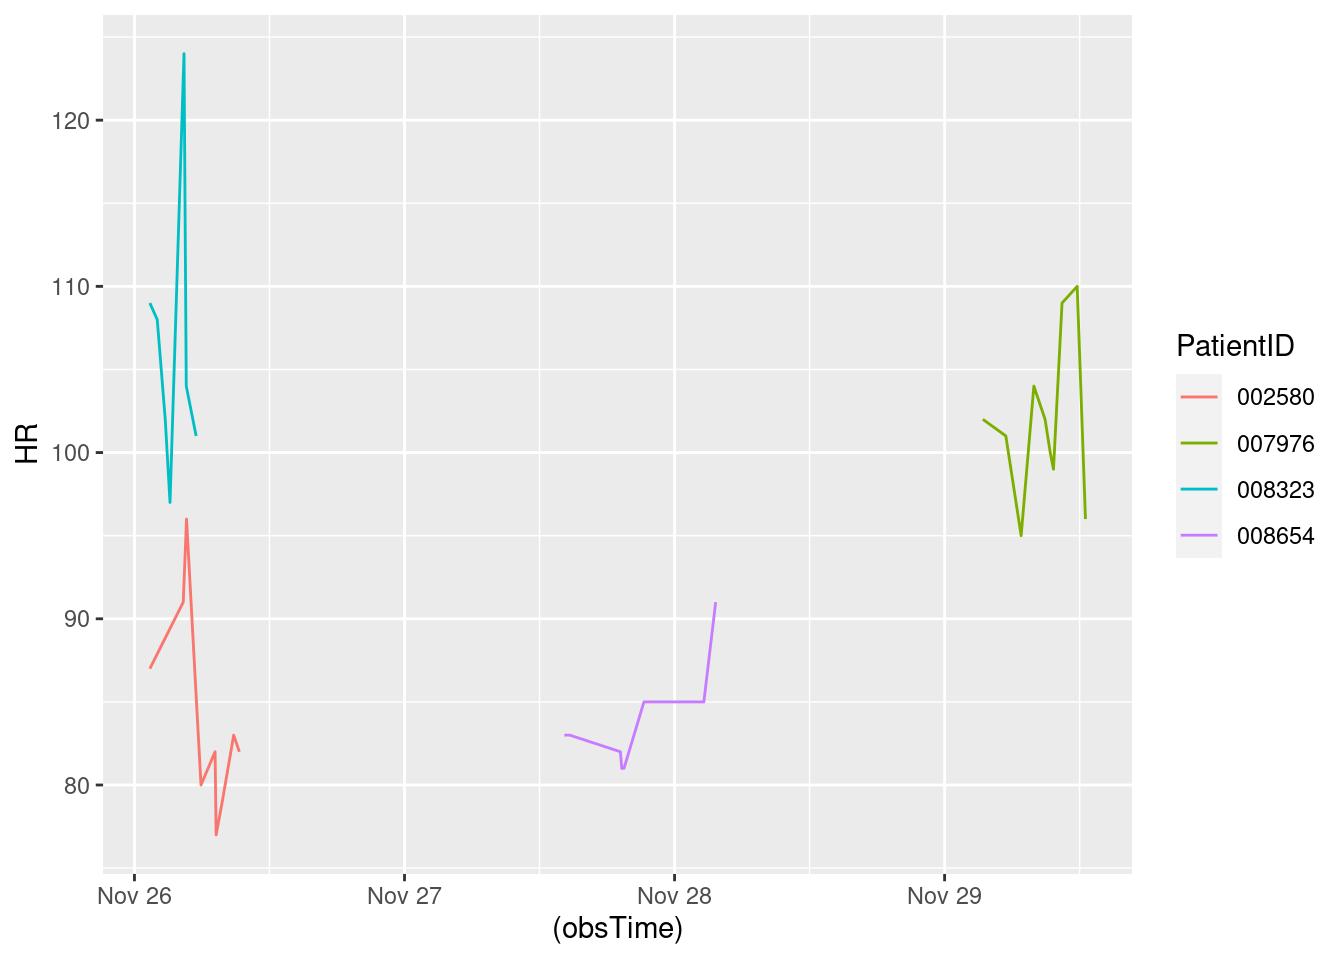 120
110
100
90
80
HR
Nov 26
Nov 27
Nov 28
Nov 29
(obsTime)
PatientID
002580
007976
008323
008654